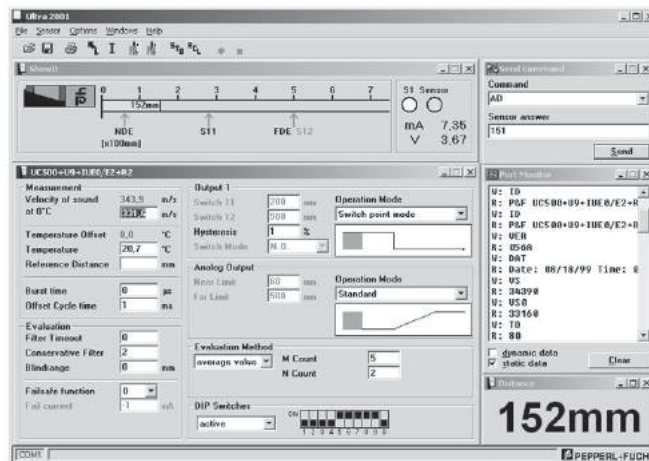 Ultra 2001
File Sensor Options Windows Help
Show!!
0 1 2 3 4 5 6 7
152mm
NDE S11 FDE S12
(x100mm)
S1 Sensor
mA 7,35
V 3,67
Send Command
Command
AD
Sensor answer
151
Send
UC500+U9+IUE0/E2+R2
Measurement
Velocity of sound 343,9 m/s
at 0°C m/s
Temperature Offset 0,0 °C
Temperature 20,7 °C
Reference Distance mm
Burst time 0 µs
Offset Cycle time 1 ms
Evaluation
Filter Timeout 0
Conservative Filter 2
Blindrange 0 mm
Failsafe function 0
Fail current -1 mA
Output 1
Switch 11 200 mm
Switch 12 500 mm
Hysteresis 1 %
Switch Mode N.O.
Operation Mode
Switch point mode
Analog Output
Near Limit 60 mm
Far Limit 500 mm
Operation Mode
Standard
Evaluation Method
average value
M Count 5
N Count 2
DIP Switches
active
ON
1 2 3 4 5 6 7 8 9 0
Port Monitor
W: ID
R: P&F UC500+U9+IUE0/E2+R
W: ID
R: P&F UC500+U9+IUE0/E2+R
W: VER
R: U56A
W: DAT
R: Date: 08/18/99 Time: 0
W: VS
R: 34390
W: VS0
R: 33160
W: TO
R: 80
dynamic data
static data
Clear
Distance
152mm
COM1
PEPPERL+FUCH